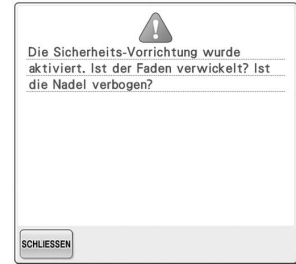 Die Sicherheits-Vorrichtung wurde
aktiviert. Ist der Faden verwickelt? Ist
die Nadel verbogen?
SCHLIESSEN